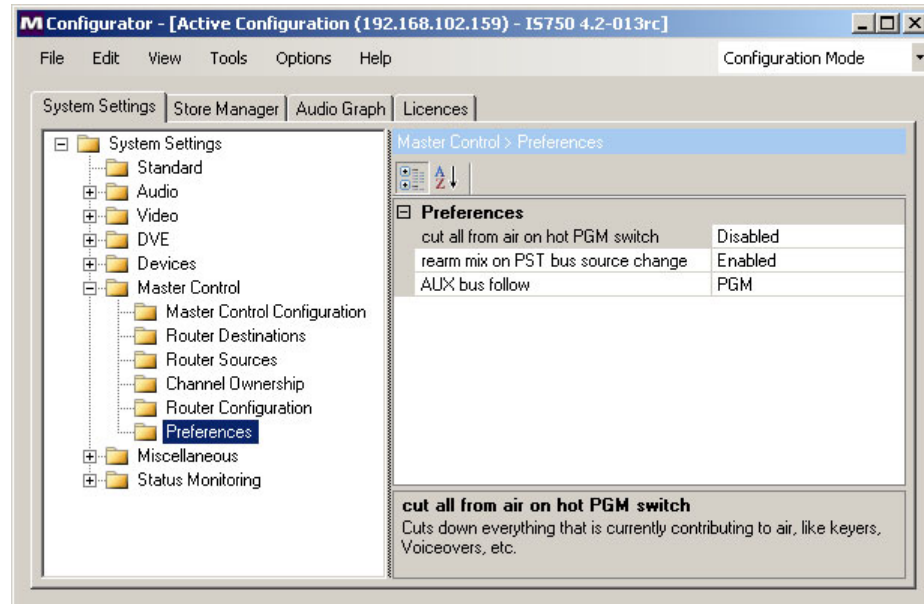 M Configurator - [Active Configuration (192.168.102.159) - IS750 4.2-013rc]
File Edit View Tools Options Help Configuration Mode
System Settings Store Manager Audio Graph Licences
System Settings
Standard
Audio
Video
DVE
Devices
Master Control
Master Control Configuration
Router Destinations
Router Sources
Channel Ownership
Router Configuration
Preferences
Miscellaneous
Status Monitoring
Master Control > Preferences
A
Z
Preferences
cut all from air on hot PGM switch Disabled
rearm mix on PST bus source change Enabled
AUX bus follow PGM
cut all from air on hot PGM switch
Cuts down everything that is currently contributing to air, like keyers,
Voiceovers, etc.